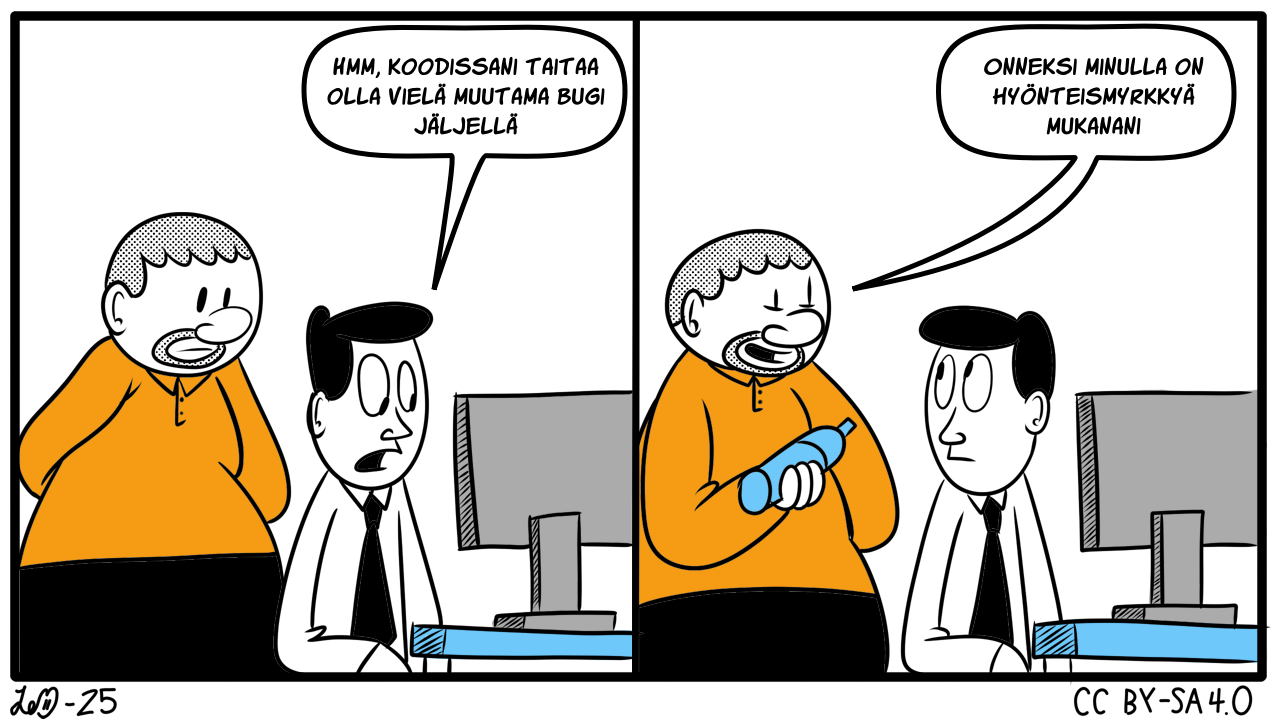 HMM, KOODISSANI TAITAA
OLLA VIELÄ MUUTAMA BUGI
JÄLJELLÄ
ONNEKSI MINULLA ON
HYÖNTEISMYRKKYÄ
MUKANANI
-25
CC BY-SA 4.0